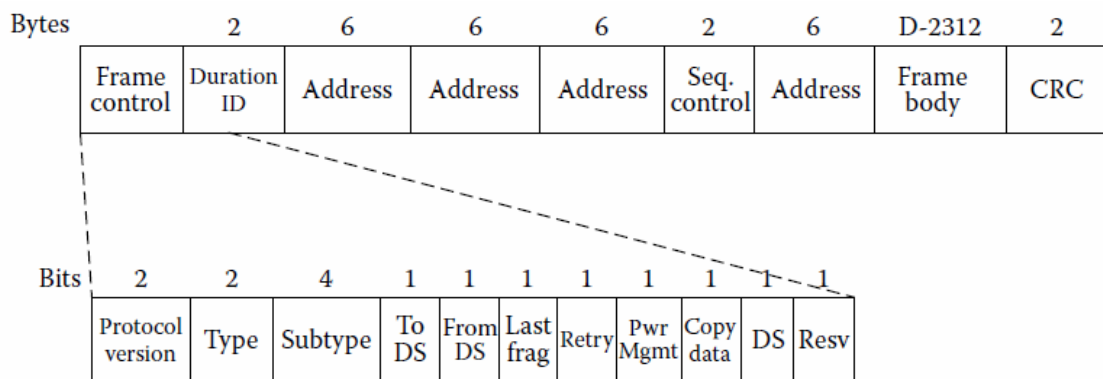 Bytes 2 6 6 6 2 6 D-2312 2
Frame control Duration ID Address Address Address Seq. control Address Frame body CRC
Bits 2 2 4 1 1 1 1 1 1 1 1
Protocol version Type Subtype To DS From DS Last frag Retry Pwr Mgmt Copy data DS Resv